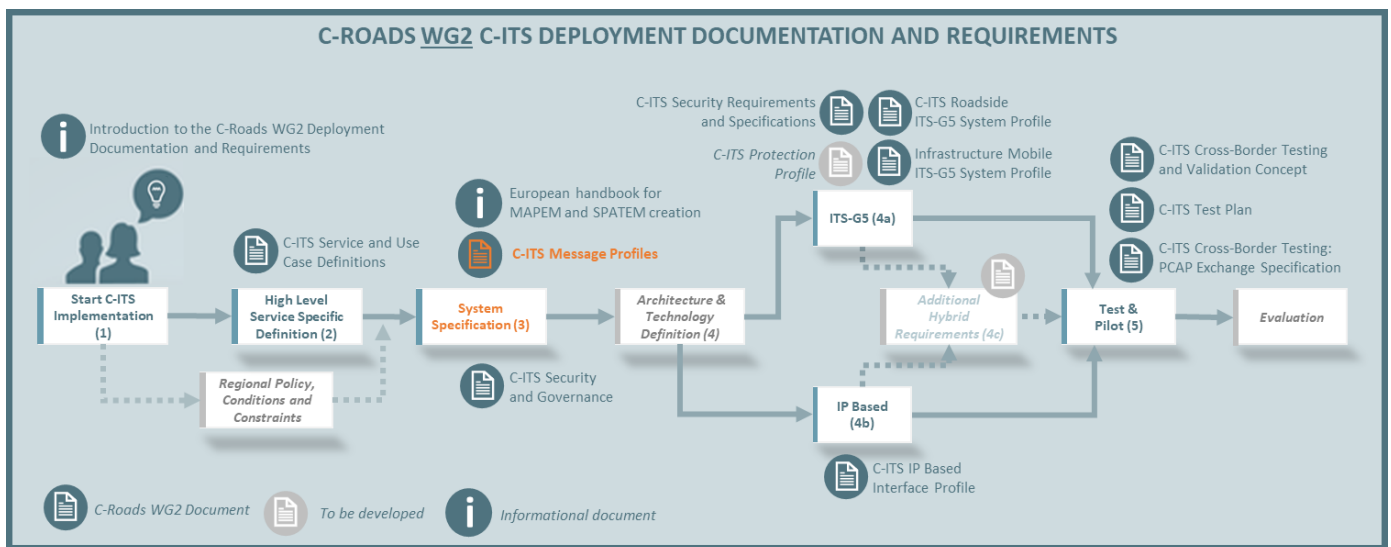 C-ROADS WG2 C-ITS DEPLOYMENT DOCUMENTATION AND REQUIREMENTS
Introduction to the C-Roads WG2 Deployment
Documentation and Requirements
C-ITS Security Requirements
and Specifications
C-ITS Roadside
ITS-G5 System Profile
C-ITS Protection
Profile
Infrastructure Mobile
ITS-G5 System Profile
C-ITS Cross-Border Testing
and Validation Concept
European handbook for
MAPEM and SPATEM creation
C-ITS Test Plan
C-ITS Service and Use
Case Definitions
C-ITS Message Profiles
ITS-G5 (4a)
C-ITS Cross-Border Testing:
PCAP Exchange Specification
Start C-ITS
Implementation
(1)
High Level
Service Specific
Definition (2)
System
Specification (3)
Architecture &
Technology
Definition (4)
Additional
Hybrid
Requirements (4c)
Test &
Pilot (5)
Evaluation
Regional Policy,
Conditions and
Constraints
C-ITS Security
and Governance
IP Based
(4b)
C-ITS IP Based
Interface Profile
C-Roads WG2 Document
To be developed
Informational document